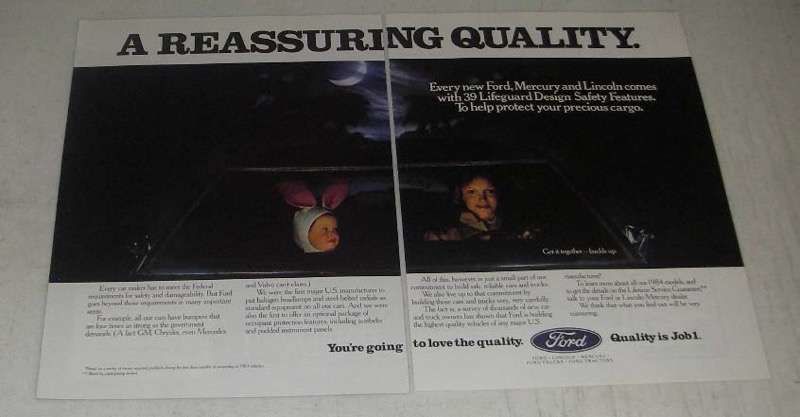 A REASSURING QUALITY.
Every new Ford, Mercury and Lincoln comes
with 39 Lifeguard Design Safety Features.
To help protect your precious cargo.
Get it together—buckle up.
Every car maker has to meet the Federal
requirements for safety and damageability. But Ford
goes beyond those requirements in many important
areas.
For example, all our cars have bumpers that
are four times as strong as the government
demands. (A fact GM, Chrysler, even Mercedes
and Volvo can't claim.)
We were the first major U.S. manufacturer to
put halogen headlamps and steel-belted radials as
standard equipment on all our cars. And we were
also the first to offer an optional package of
occupant protection features, including
and padded instrument panels.
All of this, however, is just a small part of our
commitment to build safe, reliable cars and trucks.
We also live up to that commitment by
building those cars and trucks very, very carefully.
The fact is, a survey of thousands of new car
and truck owners has shown that Ford is building
the highest quality vehicles of any major U.S.
manufacturer.*
To learn more about all our 1984 models, and
to get the details on the Lifetime Service Guarantee,**
talk to your Ford or Lincoln-Mercury dealer.
We think that what you find out will be very
reassuring.
You're going to love the quality.
Ford
Quality is Job 1.
FORD • LINCOLN • MERCURY •
FORD TRUCKS • FORD TRACTORS